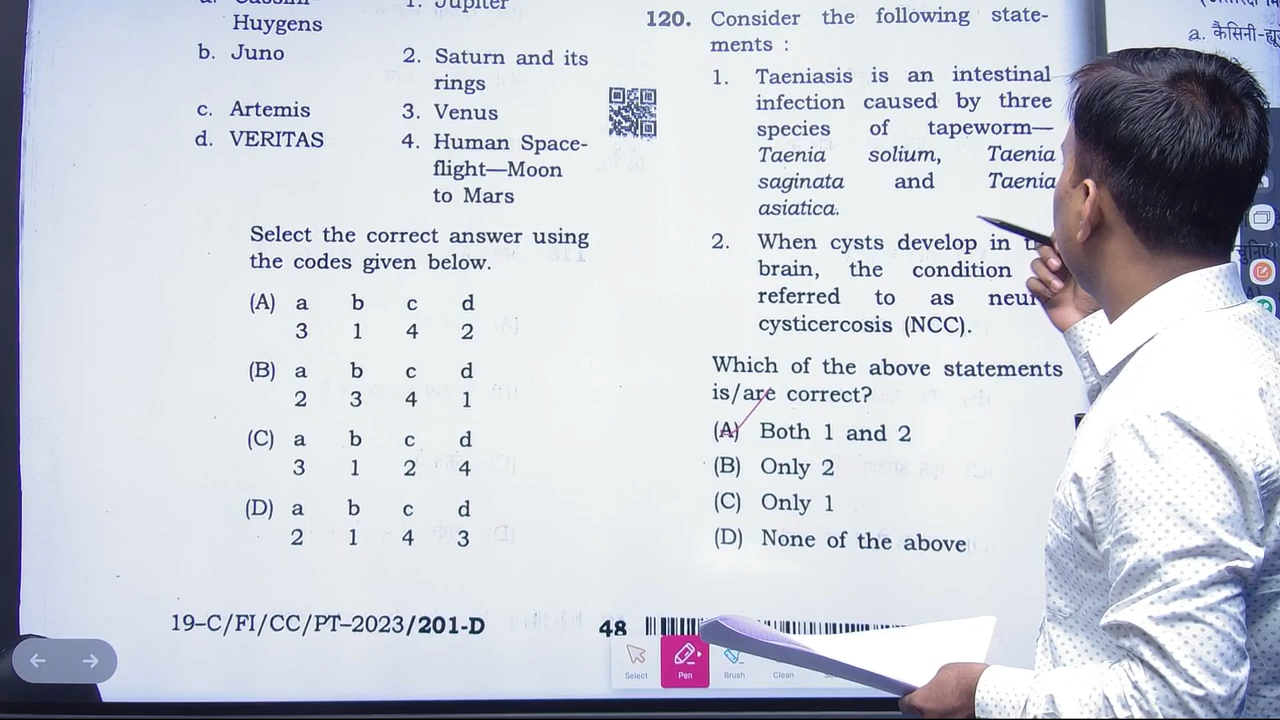 Huygens
1. Jupiter
b. Juno
2. Saturn and its
rings
c. Artemis
3. Venus
d. VERITAS
4. Human Space-
flight—Moon
to Mars
Select the correct answer using
the codes given below.
(A) a b c d
3 1 4 2
(B) a b c d
2 3 4 1
(C) a b c d
3 1 2 4
(D) a b c d
2 1 4 3
19–C/FI/CC/PT–2023/201-D
48
120. Consider the following state-
ments :
1. Taeniasis is an intestinal
infection caused by three
species of tapeworm—
Taenia solium, Taenia
saginata and Taenia
asiatica.
2. When cysts develop in
brain, the condition
referred to as
cysticercosis (NCC).
Which of the above statements
is/are correct?
(A) Both 1 and 2
(B) Only 2
(C) Only 1
(D) None of the above
Select
Pen
Brush
Clean